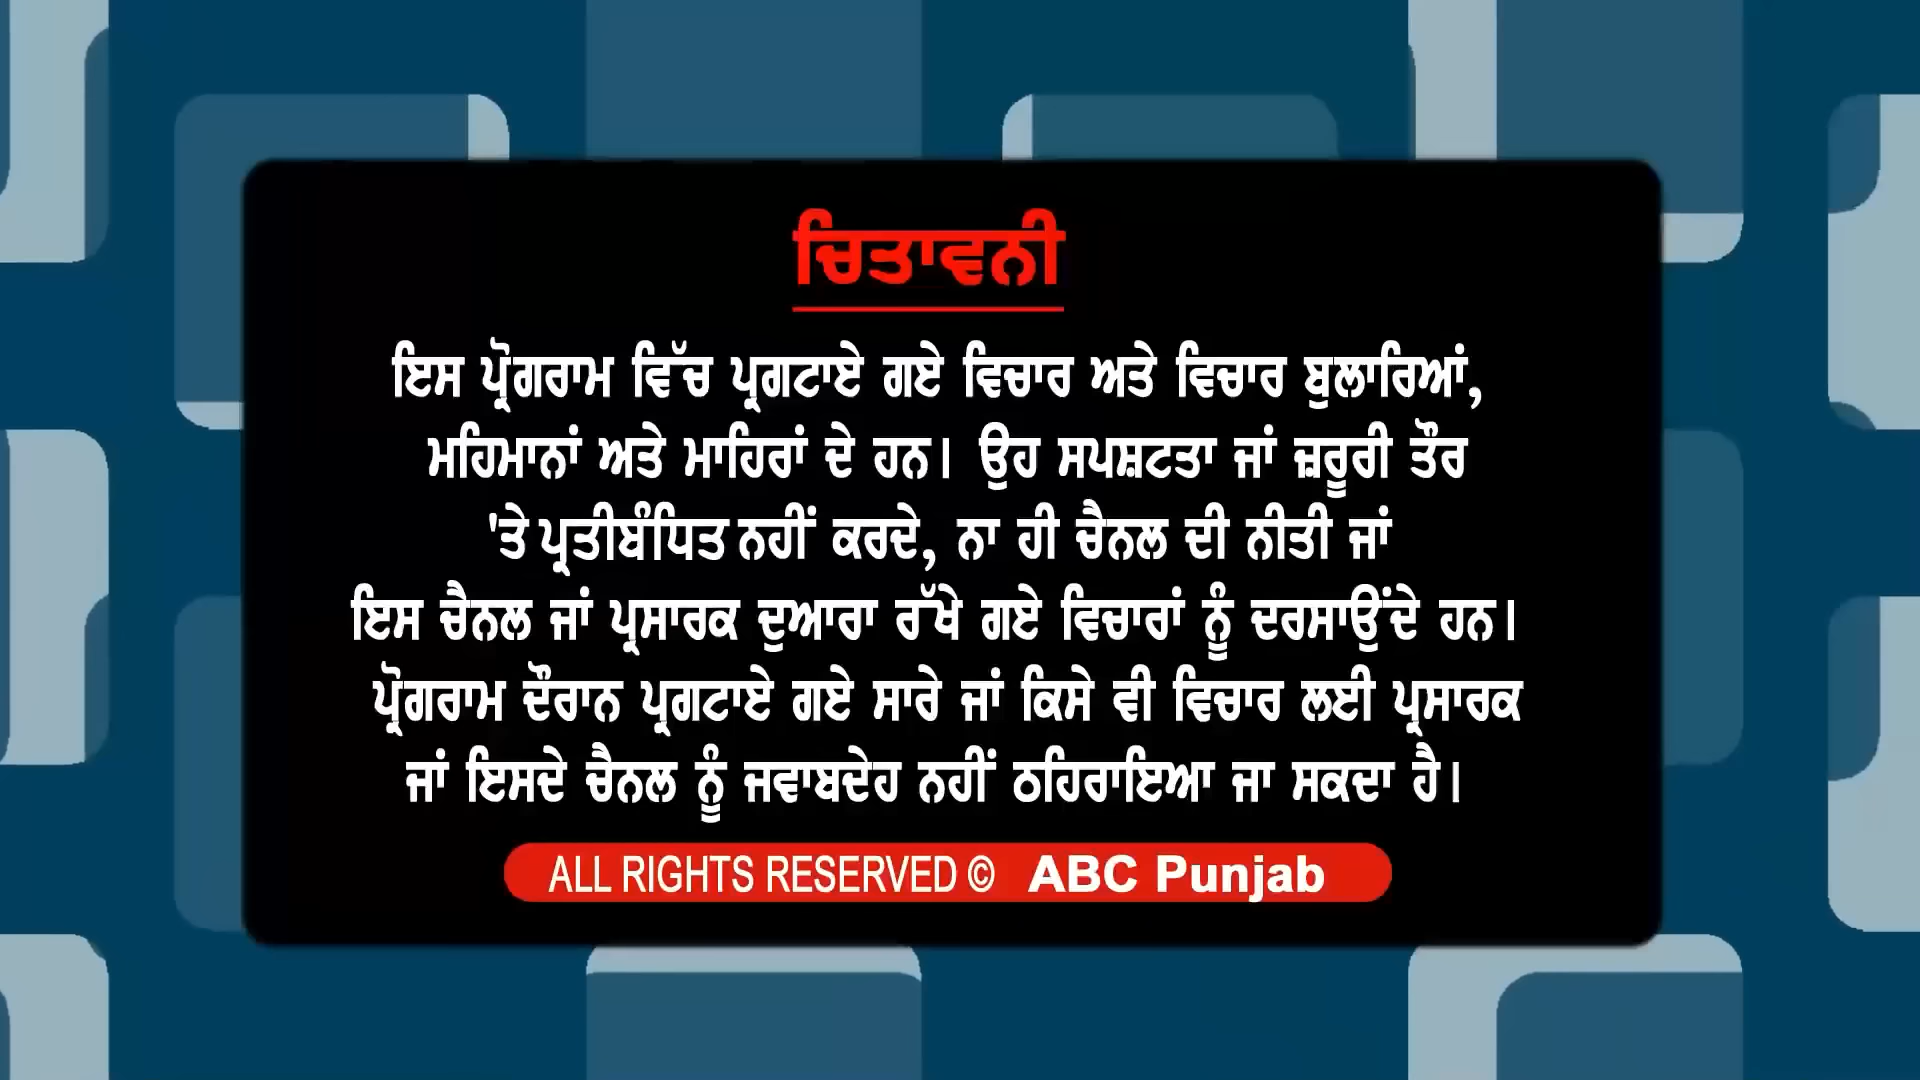 ਚਿਤਾਵਨੀ
ਇਸ ਪ੍ਰੋਗਰਾਮ ਵਿੱਚ ਪ੍ਰਗਟਾਏ ਗਏ ਵਿਚਾਰ ਅਤੇ ਵਿਚਾਰ ਬੁਲਾਰਿਆਂ,
ਮਹਿਮਾਨਾਂ ਅਤੇ ਮਾਹਿਰਾਂ ਦੇ ਹਨ। ਉਹ ਸਪਸ਼ਟਤਾ ਜਾਂ ਜ਼ਰੂਰੀ ਤੌਰ
'ਤੇ ਪ੍ਰਤੀਬੰਧਿਤ ਨਹੀਂ ਕਰਦੇ, ਨਾ ਹੀ ਚੈਨਲ ਦੀ ਨੀਤੀ ਜਾਂ
ਇਸ ਚੈਨਲ ਜਾਂ ਪ੍ਰਸਾਰਕ ਦੁਆਰਾ ਰੱਖੇ ਗਏ ਵਿਚਾਰਾਂ ਨੂੰ ਦਰਸਾਉਂਦੇ ਹਨ।
ਪ੍ਰੋਗਰਾਮ ਦੌਰਾਨ ਪ੍ਰਗਟਾਏ ਗਏ ਸਾਰੇ ਜਾਂ ਕਿਸੇ ਵੀ ਵਿਚਾਰ ਲਈ ਪ੍ਰਸਾਰਕ
ਜਾਂ ਇਸਦੇ ਚੈਨਲ ਨੂੰ ਜਵਾਬਦੇਹ ਨਹੀਂ ਠਹਿਰਾਇਆ ਜਾ ਸਕਦਾ ਹੈ।
ALL RIGHTS RESERVED © ABC Punjab